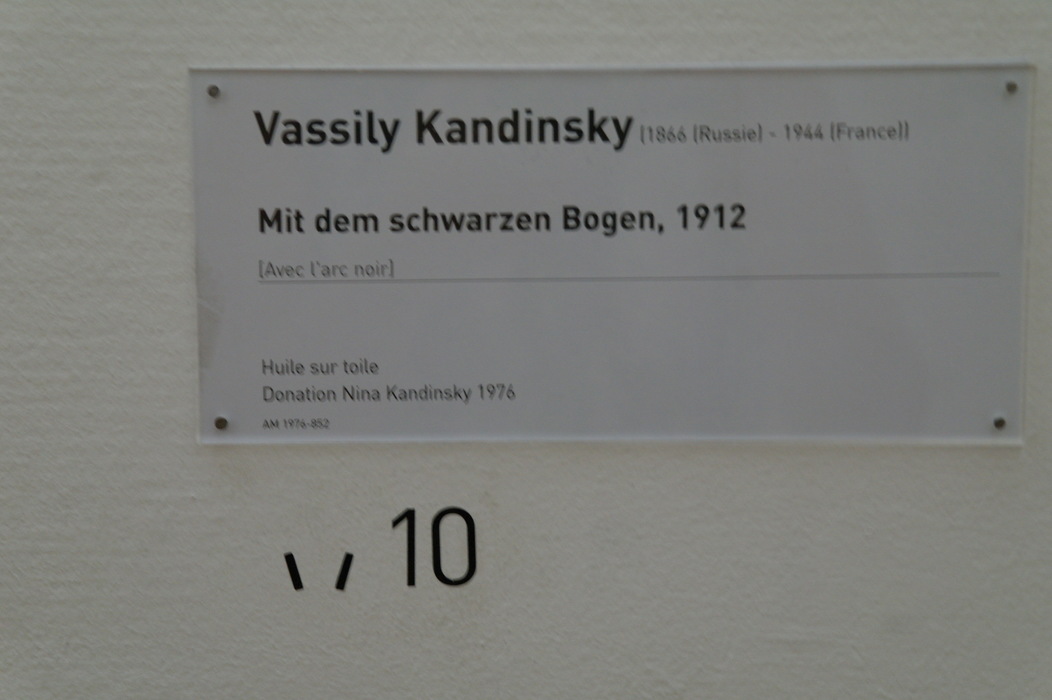 Vassily Kandinsky (1866 (Russie) - 1944 (France))
Mit dem schwarzen Bogen, 1912
[Avec l'arc noir]
Huile sur toile
Donation Nina Kandinsky 1976
AM 1976-852
10